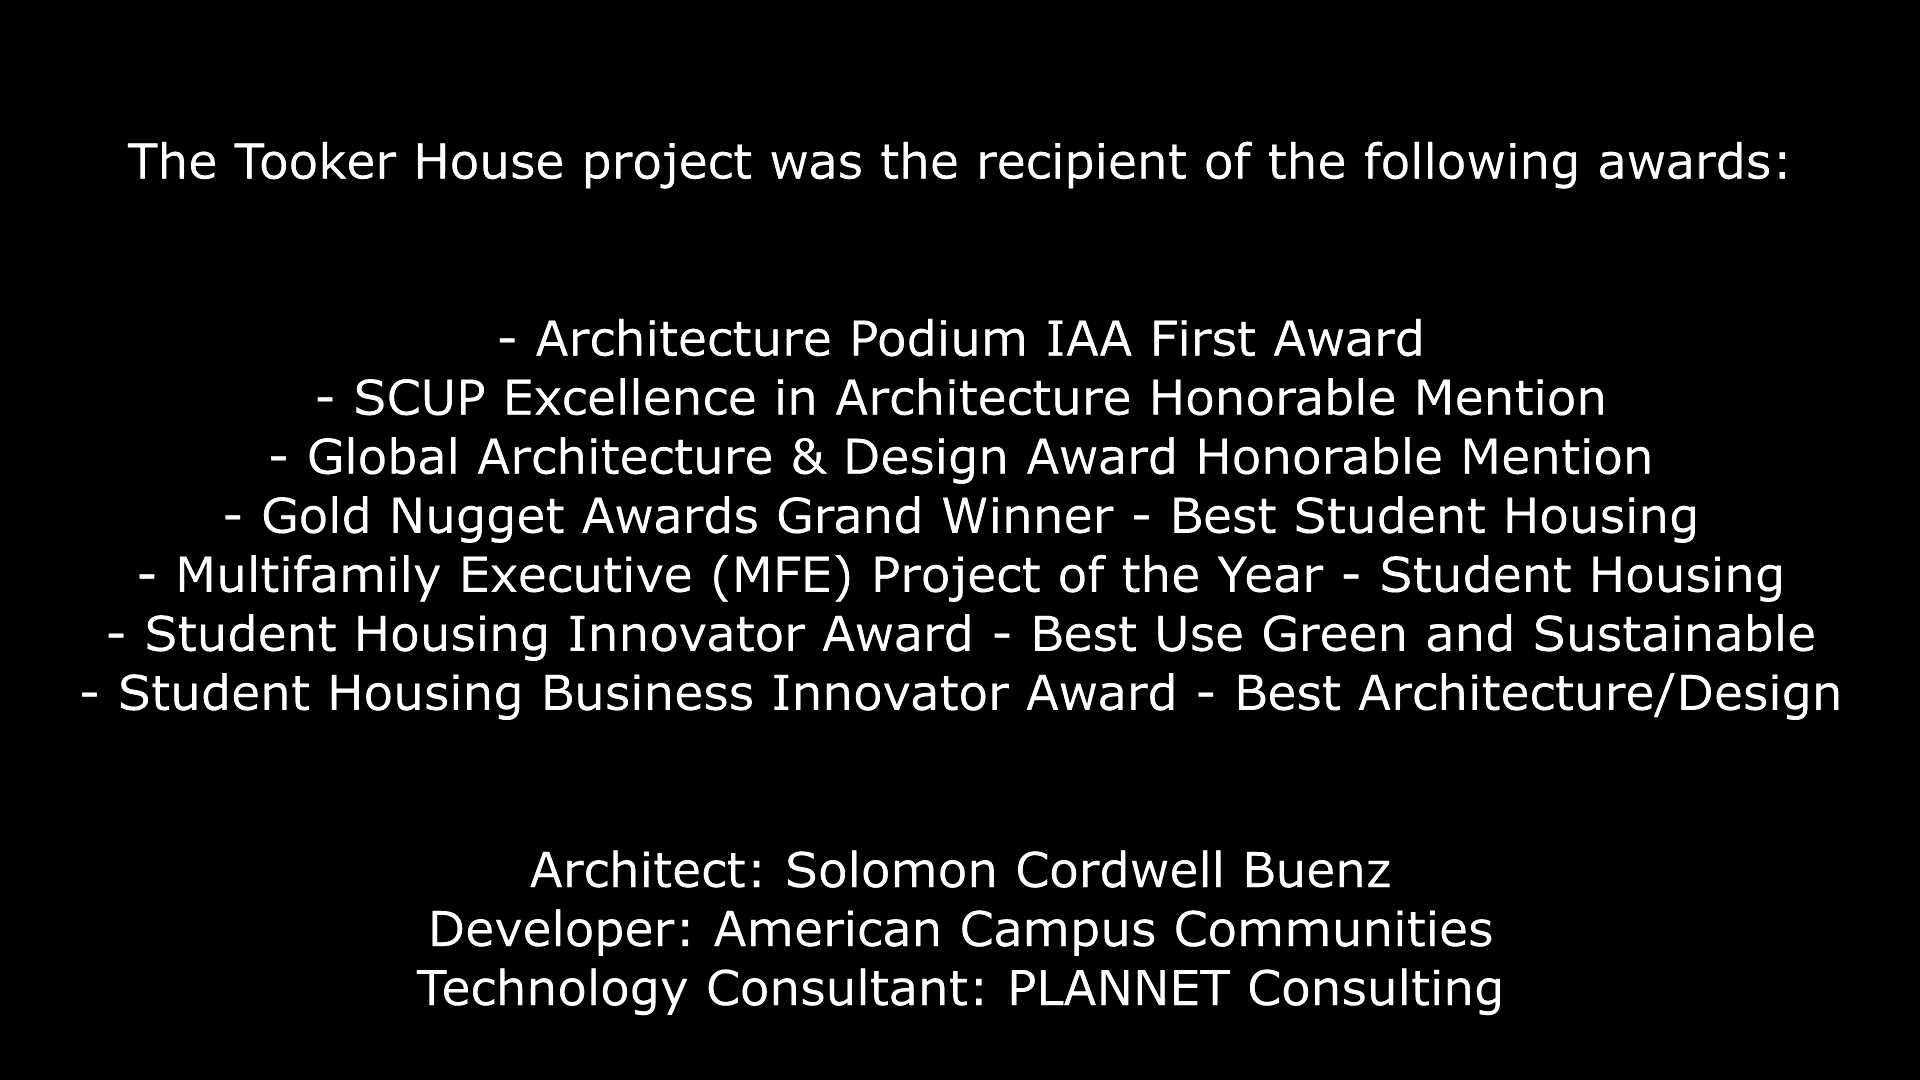 The Tooker House project was the recipient of the following awards:
- Architecture Podium IAA First Award
- SCUP Excellence in Architecture Honorable Mention
- Global Architecture & Design Award Honorable Mention
- Gold Nugget Awards Grand Winner - Best Student Housing
- Multifamily Executive (MFE) Project of the Year - Student Housing
- Student Housing Innovator Award - Best Use Green and Sustainable
- Student Housing Business Innovator Award - Best Architecture/Design
Architect: Solomon Cordwell Buenz
Developer: American Campus Communities
Technology Consultant: PLANNET Consulting